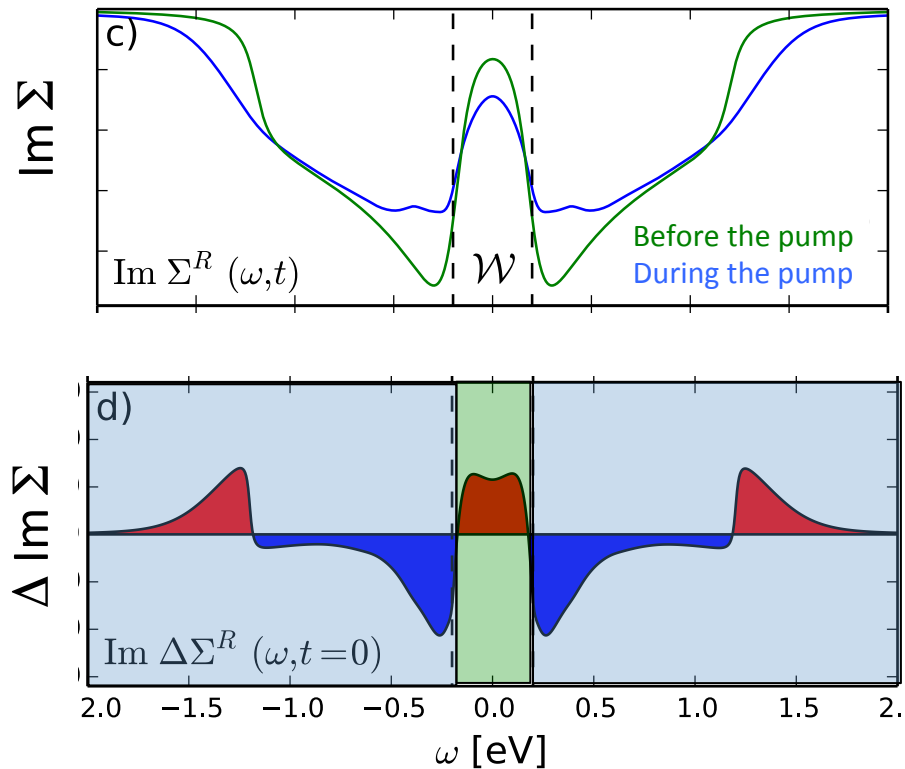 c)
Im Σ
Before the pump
During the pump
Im Σ^R (ω,t)
𝒲
d)
Δ Im Σ
Im ΔΣ^R (ω,t=0)
2.0 −1.5 −1.0 −0.5 0.0 0.5 1.0 1.5 2.
ω [eV]